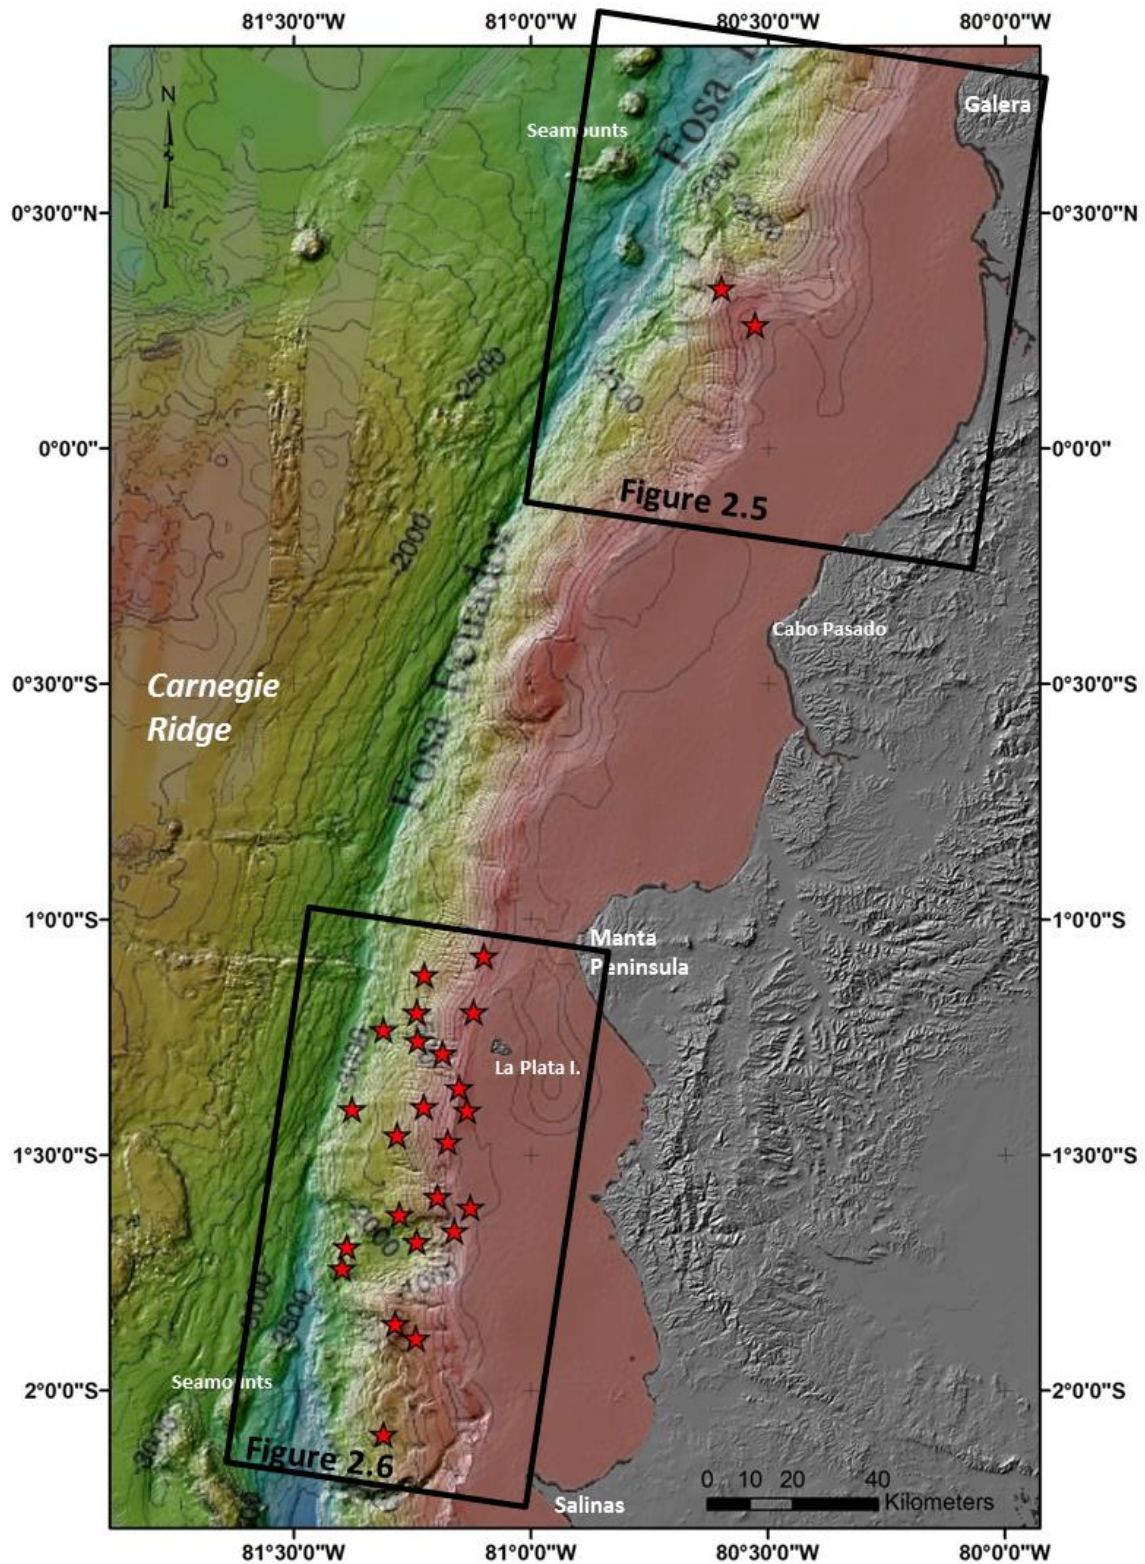 81°30'0"W 81°0'0"W 80°30'0"W 80°0'0"W
N
Galera
Seamounts
0°30'0"N 0°30'0"N
2500
2500
0°0'0" 0°0'0"
Figure 2.5
2000
Fosa Ecuador
Cabo Pasado
0°30'0"S 0°30'0"S
Carnegie
Ridge
1°0'0"S 1°0'0"S
Manta
Peninsula
La Plata I.
1°30'0"S 1°30'0"S
3500
Seamounts
2°0'0"S 2°0'0"S
Figure 2.6
0 10 20 40
Kilometers
Salinas
81°30'0"W 81°0'0"W 80°30'0"W 80°0'0"W